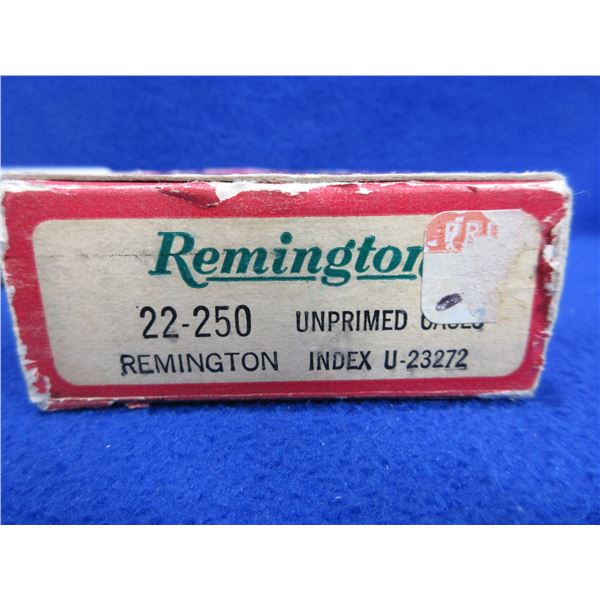 Remington
22-250 UNPRIMED
REMINGTON INDEX U-23272